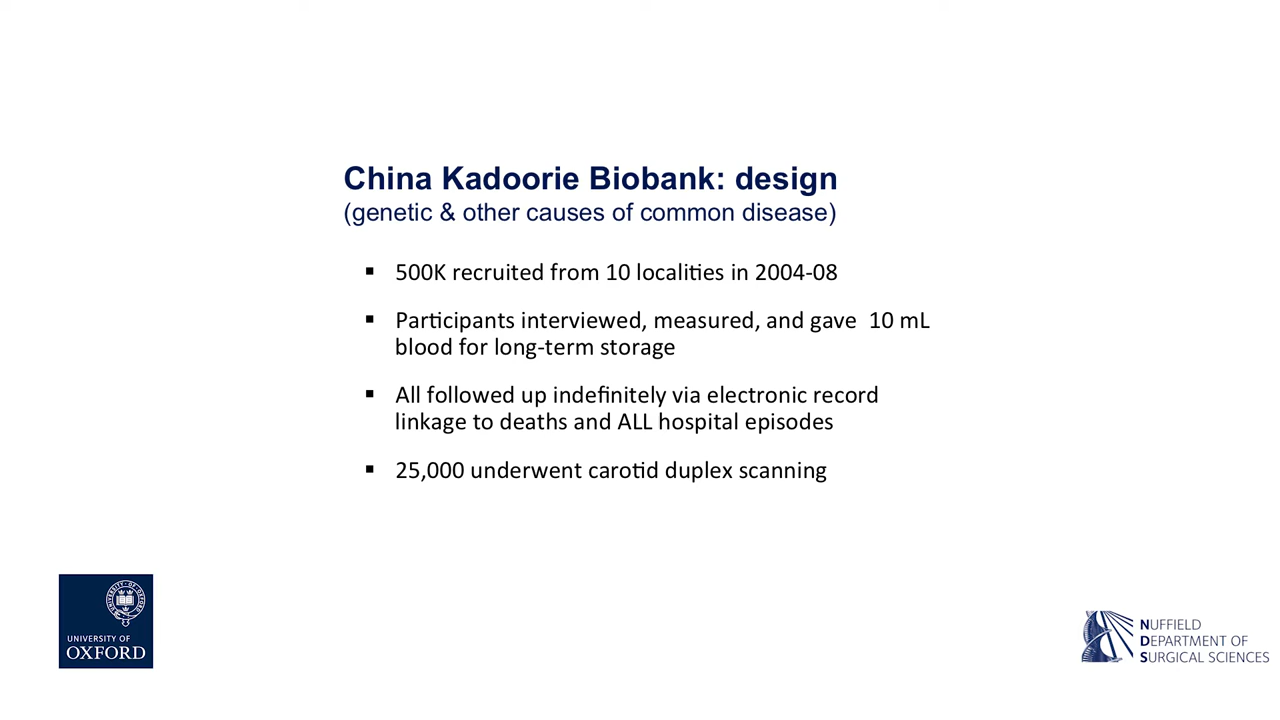 China Kadoorie Biobank: design
(genetic & other causes of common disease)
▪ 500K recruited from 10 localities in 2004-08
▪ Participants interviewed, measured, and gave 10 mL
blood for long-term storage
▪ All followed up indefinitely via electronic record
linkage to deaths and ALL hospital episodes
▪ 25,000 underwent carotid duplex scanning
UNIVERSITY OF
OXFORD
NUFFIELD
DEPARTMENT OF
SURGICAL SCIENCES